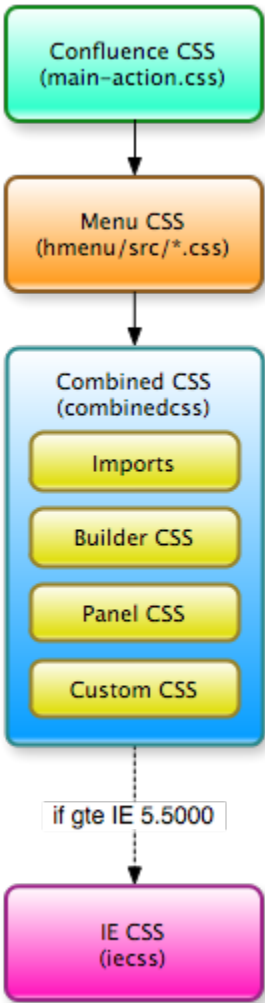 Confluence CSS
(main-action.css)
Menu CSS
(hmenu/src/*.css)
Combined CSS
(combinedcss)
Imports
Builder CSS
Panel CSS
Custom CSS
if gte IE 5.5000
IE CSS
(iecss)